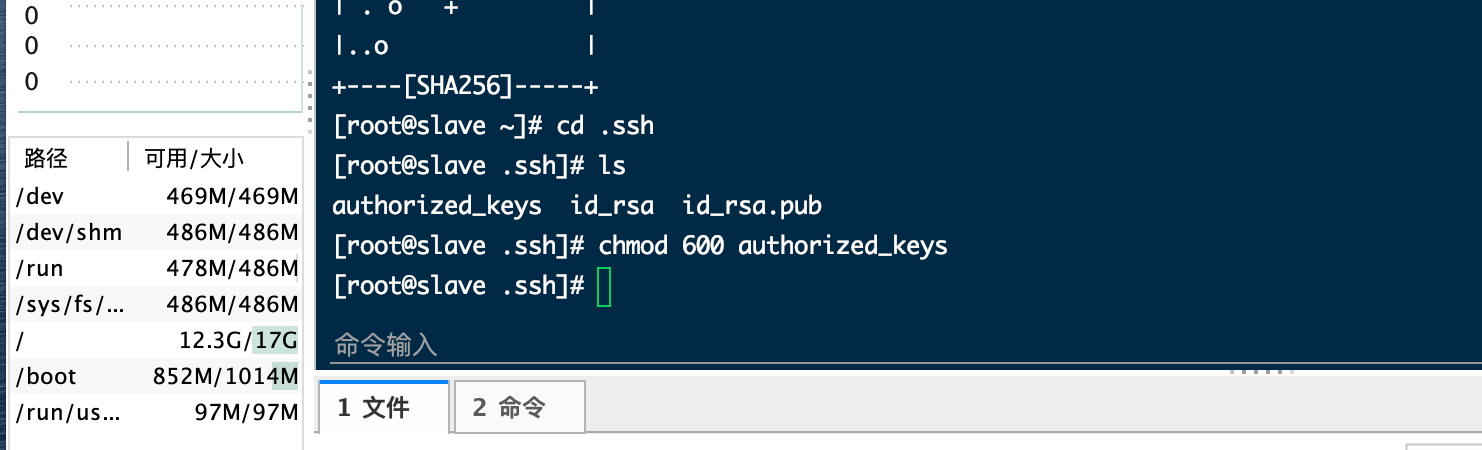 0
0
0
路径 可用/大小
/dev 469M/469M
/dev/shm 486M/486M
/run 478M/486M
/sys/fs/... 486M/486M
/ 12.3G/17G
/boot 852M/1014M
/run/us... 97M/97M
| . o   +         |
|..o              |
+----[SHA256]-----+
[root@slave ~]# cd .ssh
[root@slave .ssh]# ls
authorized_keys  id_rsa  id_rsa.pub
[root@slave .ssh]# chmod 600 authorized_keys
[root@slave .ssh]#
命令输入
1 文件 2 命令